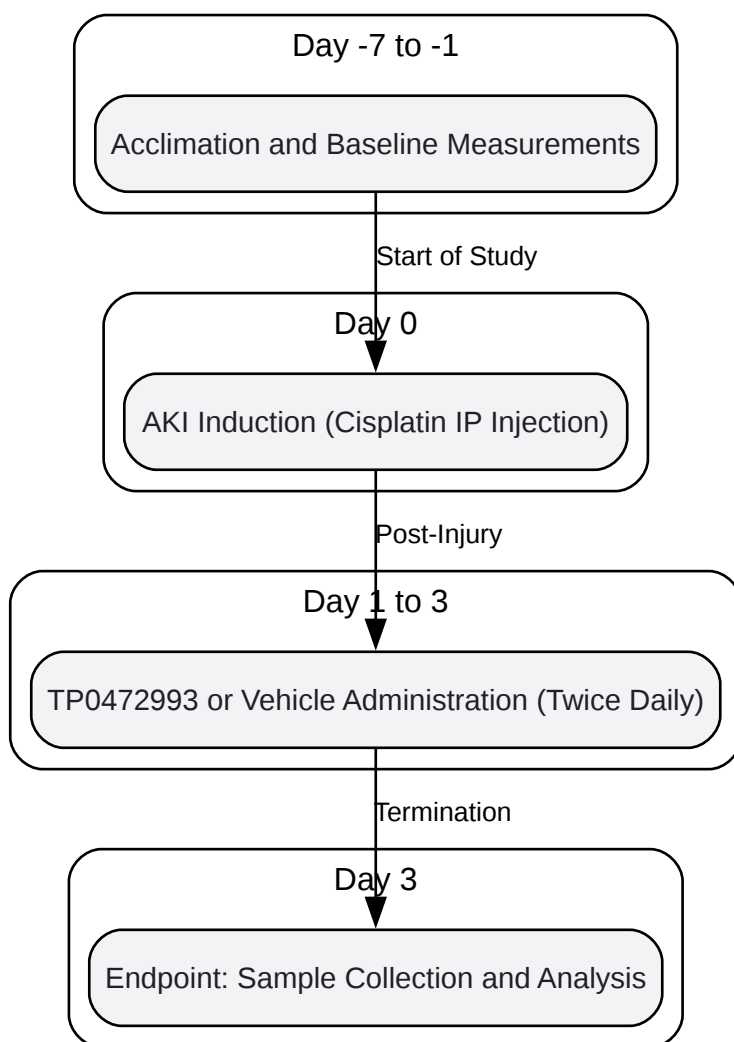 Day -7 to -1
Acclimation and Baseline Measurements
Start of Study
Day 0
AKI Induction (Cisplatin IP Injection)
Post-Injury
Day 1 to 3
TP0472993 or Vehicle Administration (Twice Daily)
Termination
Day 3
Endpoint: Sample Collection and Analysis